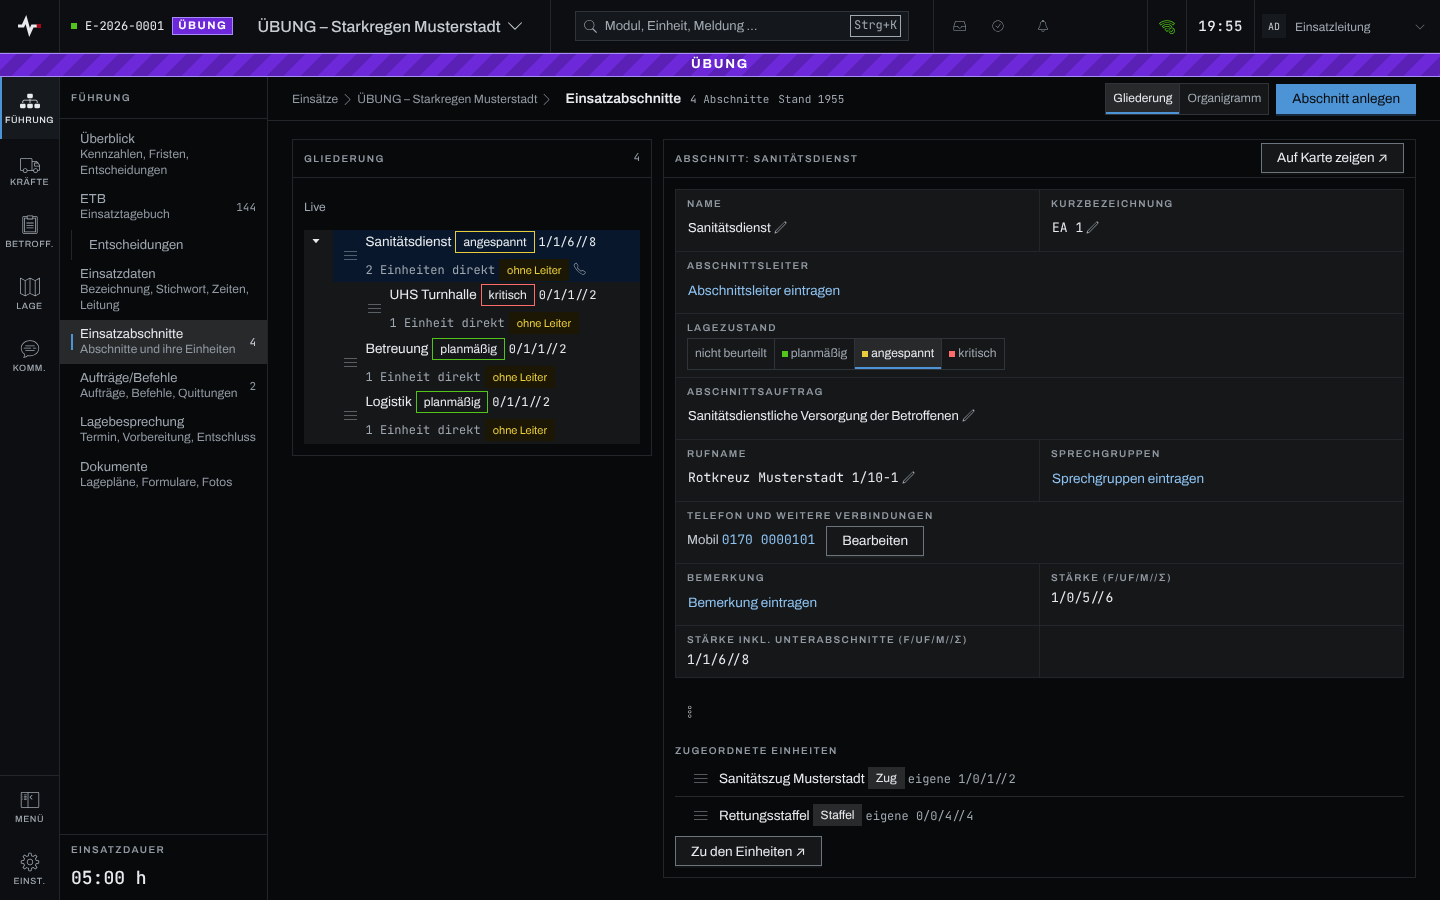 E-2026-0001 ÜBUNG ÜBUNG – Starkregen Musterstadt
Modul, Einheit, Meldung ... Strg+K
19:55 AD Einsatzleitung
ÜBUNG
FÜHRUNG
KRÄFTE
BETROFF.
LAGE
KOMM.
MENÜ
EINST.
FÜHRUNG
Überblick
Kennzahlen, Fristen,
Entscheidungen
ETB
Einsatztagebuch 144
Entscheidungen
Einsatzdaten
Bezeichnung, Stichwort, Zeiten,
Leitung
Einsatzabschnitte
Abschnitte und ihre Einheiten 4
Aufträge/Befehle
Aufträge, Befehle, Quittungen 2
Lagebesprechung
Termin, Vorbereitung, Entschluss
Dokumente
Lagepläne, Formulare, Fotos
EINSATZDAUER
05:00 h
Einsätze ÜBUNG – Starkregen Musterstadt Einsatzabschnitte 4 Abschnitte Stand 1955
Gliederung Organigramm Abschnitt anlegen
GLIEDERUNG 4
Live
Sanitätsdienst angespannt 1/1/6//8
2 Einheiten direkt ohne Leiter
UHS Turnhalle kritisch 0/1/1//2
1 Einheit direkt ohne Leiter
Betreuung planmäßig 0/1/1//2
1 Einheit direkt ohne Leiter
Logistik planmäßig 0/1/1//2
1 Einheit direkt ohne Leiter
ABSCHNITT: SANITÄTSDIENST Auf Karte zeigen ↗
NAME
Sanitätsdienst
KURZBEZEICHNUNG
EA 1
ABSCHNITTSLEITER
Abschnittsleiter eintragen
LAGEZUSTAND
nicht beurteilt planmäßig angespannt kritisch
ABSCHNITTSAUFTRAG
Sanitätsdienstliche Versorgung der Betroffenen
RUFNAME
Rotkreuz Musterstadt 1/10-1
SPRECHGRUPPEN
Sprechgruppen eintragen
TELEFON UND WEITERE VERBINDUNGEN
Mobil 0170 0000101 Bearbeiten
BEMERKUNG
Bemerkung eintragen
STÄRKE (F/UF/M//Σ)
1/0/5//6
STÄRKE INKL. UNTERABSCHNITTE (F/UF/M//Σ)
1/1/6//8
ZUGEORDNETE EINHEITEN
Sanitätszug Musterstadt Zug eigene 1/0/1//2
Rettungsstaffel Staffel eigene 0/0/4//4
Zu den Einheiten ↗